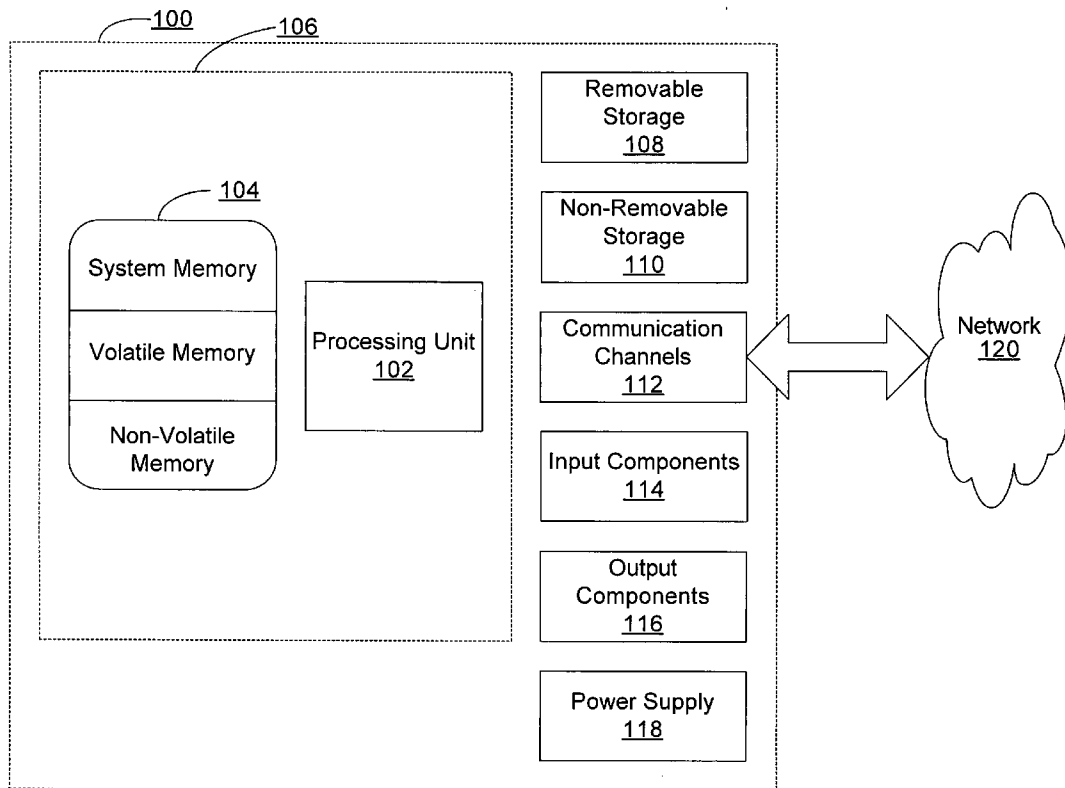 100
106
104
System Memory
Volatile Memory
Non-Volatile
Memory
Processing Unit
102
Removable
Storage
108
Non-Removable
Storage
110
Communication
Channels
112
Input Components
114
Output
Components
116
Power Supply
118
Network
120